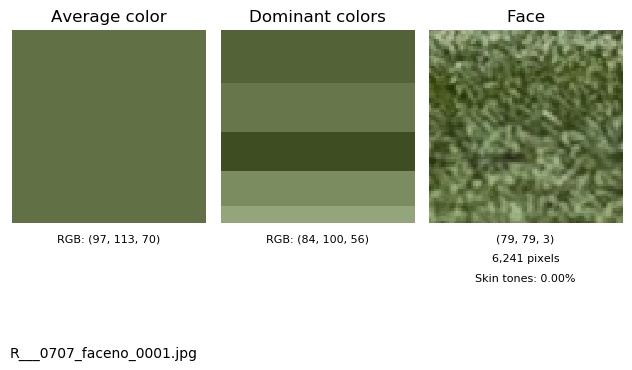 Average color
Dominant colors
Face
RGB: (97, 113, 70)
RGB: (84, 100, 56)
(79, 79, 3)
6,241 pixels
Skin tones: 0.00%
R___0707_faceno_0001.jpg